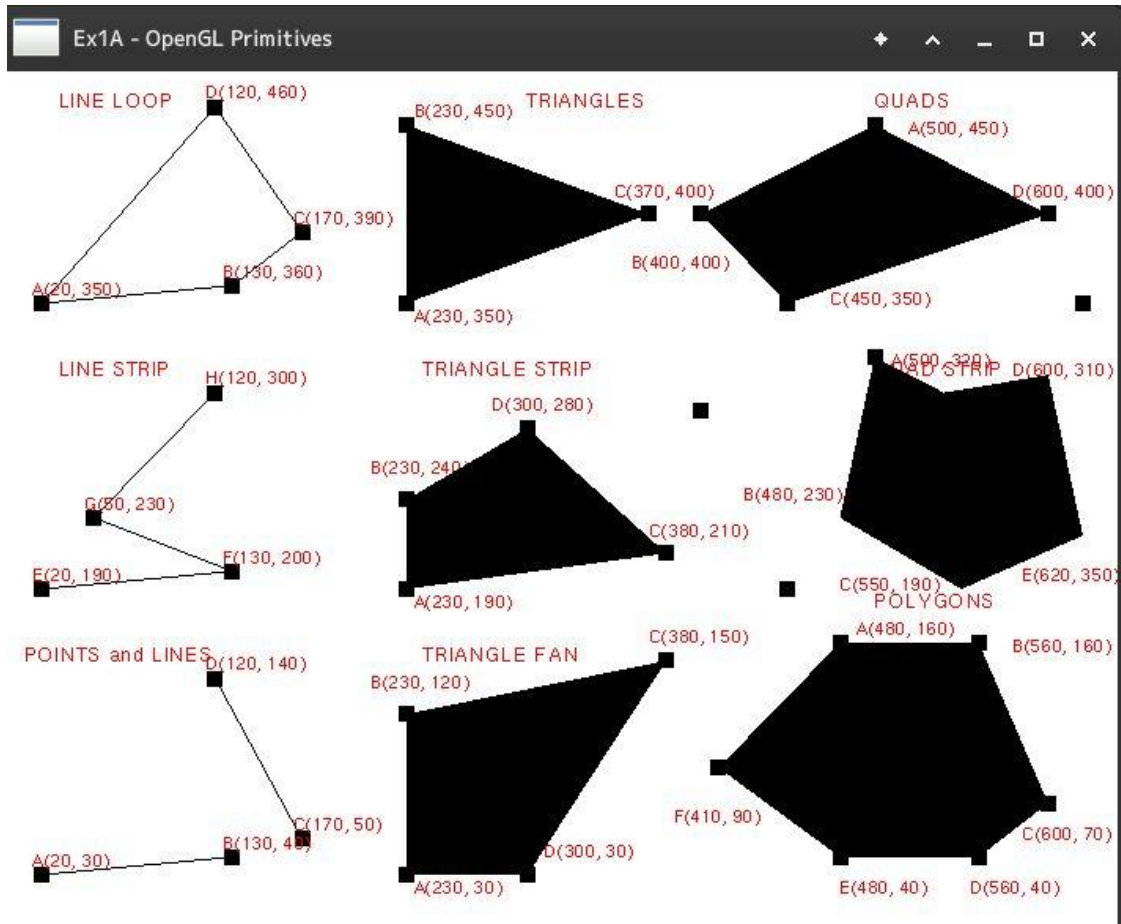 Ex1A - OpenGL Primitives
LINE LOOP
D(120, 460)
C(170, 390)
B(130, 360)
A(20, 350)
TRIANGLES
B(230, 450)
C(370, 400)
A(230, 350)
QUADS
A(500, 450)
D(600, 400)
B(400, 400)
C(450, 350)
LINE STRIP
H(120, 300)
G(50, 230)
F(130, 200)
E(20, 190)
TRIANGLE STRIP
D(300, 280)
B(230, 240)
C(380, 210)
A(230, 190)
A(500, 320)
STRIP
D(600, 310)
B(480, 230)
E(620, 350)
C(550, 190)
POINTS and LINES
D(120, 140)
C(170, 50)
B(130, 40)
A(20, 30)
TRIANGLE FAN
C(380, 150)
B(230, 120)
D(300, 30)
A(230, 30)
POLYGONS
A(480, 160)
B(560, 160)
F(410, 90)
C(600, 70)
E(480, 40)
D(560, 40)